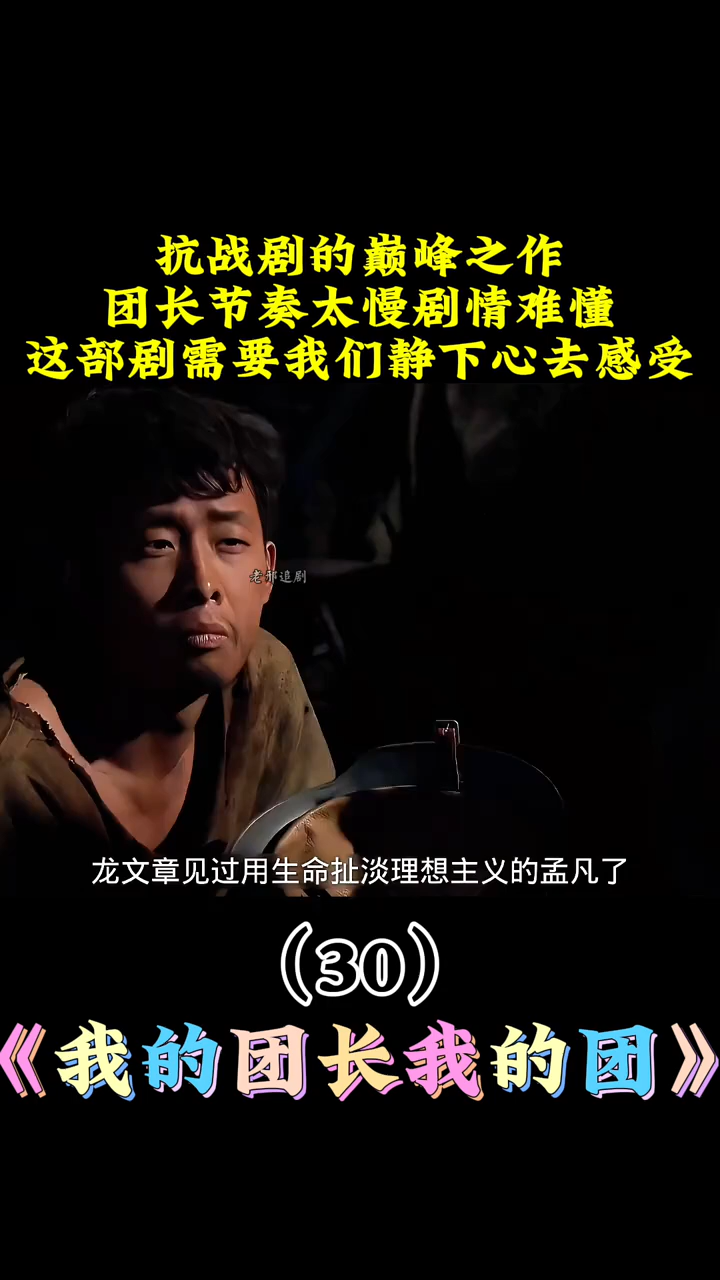 抗战剧的巅峰之作
团长节奏太慢剧情难懂
这部剧需要我们静下心去感受
老邪追剧
龙文章见过用生命扯淡理想主义的孟凡了
（30）
《我的团长我的团》